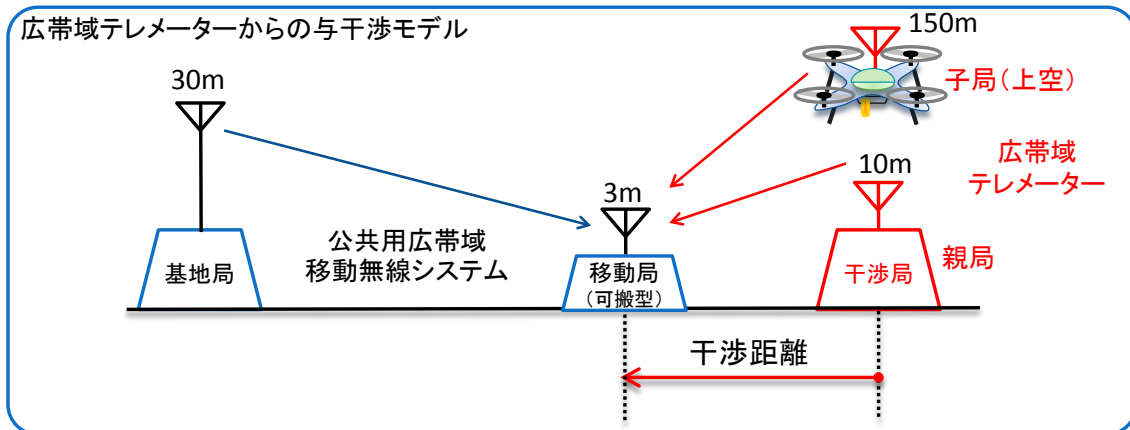 広帯域テレメーターからの与干渉モデル
30m
150m
子局(上空)
広帯域
テレメーター
10m
3m
公共用広帯域
移動無線システム
基地局
移動局
(可搬型)
干渉局
親局
干渉距離